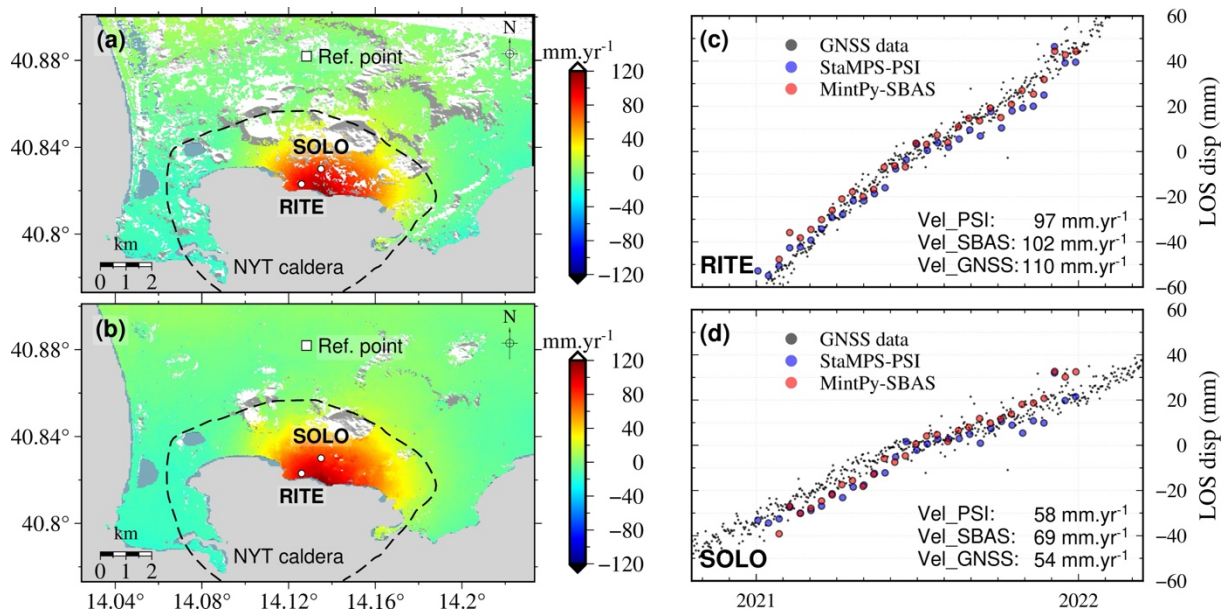 (a)
Ref. point
N
SOLO
RITE
NYT caldera
km
0 1 2
40.88°
40.84°
40.8°
mm.yr-1
120
80
40
0
−40
−80
−120
(b)
Ref. point
N
SOLO
RITE
NYT caldera
km
0 1 2
40.88°
40.84°
40.8°
14.04° 14.08° 14.12° 14.16° 14.2°
mm.yr-1
120
80
40
0
−40
−80
−120
(c)
GNSS data
StaMPS-PSI
MintPy-SBAS
Vel_PSI: 97 mm.yr-1
Vel_SBAS: 102 mm.yr-1
Vel_GNSS: 110 mm.yr-1
RITE
60
40
20
0
−20
−40
−60
LOS disp (mm)
(d)
GNSS data
StaMPS-PSI
MintPy-SBAS
Vel_PSI: 58 mm.yr-1
Vel_SBAS: 69 mm.yr-1
Vel_GNSS: 54 mm.yr-1
SOLO
60
40
20
0
−20
−40
−60
LOS disp (mm)
2021 2022